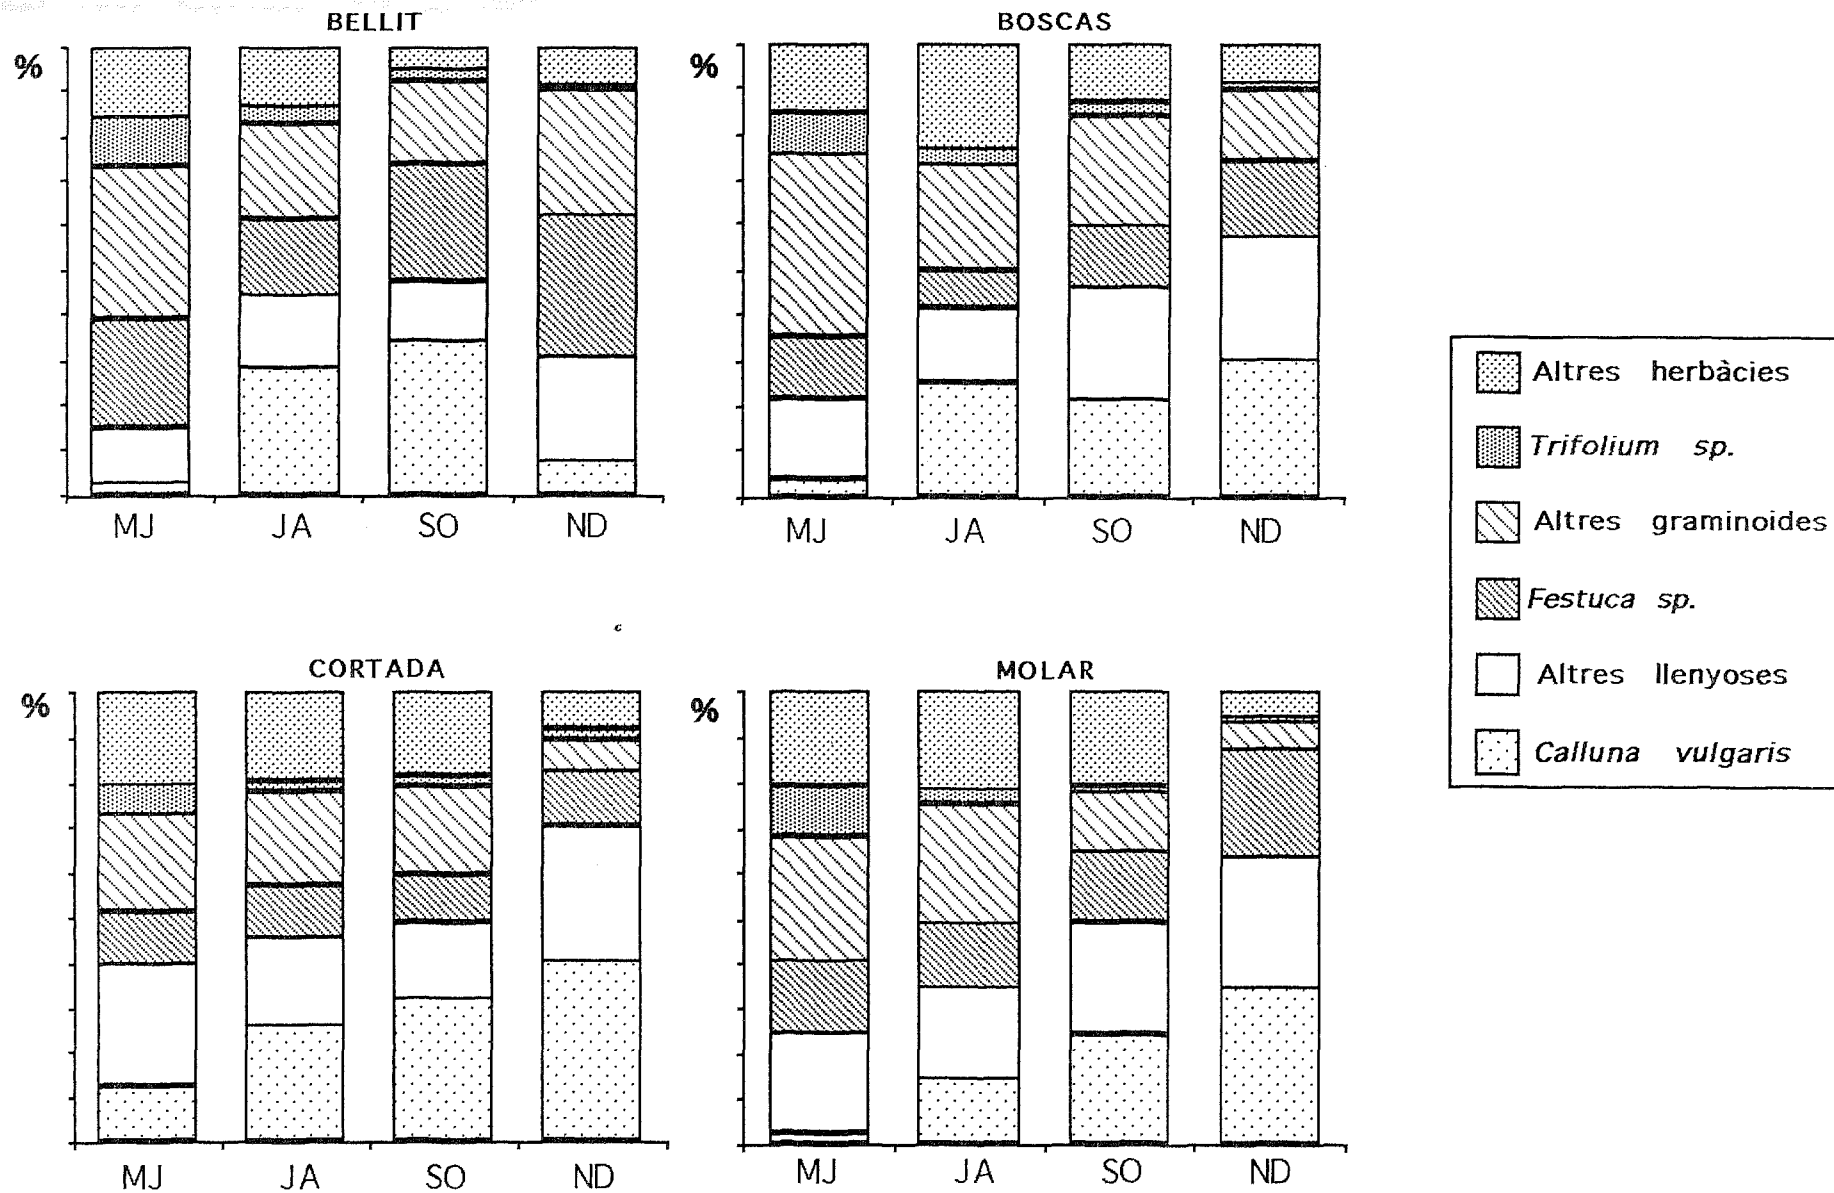 BELLIT
%
MJ JA SO ND
BOSCAS
%
MJ JA SO ND
CORTADA
%
MJ JA SO ND
MOLAR
%
MJ JA SO ND
Altres herbàcies
Trifolium sp.
Altres graminoides
Festuca sp.
Altres llenyoses
Calluna vulgaris